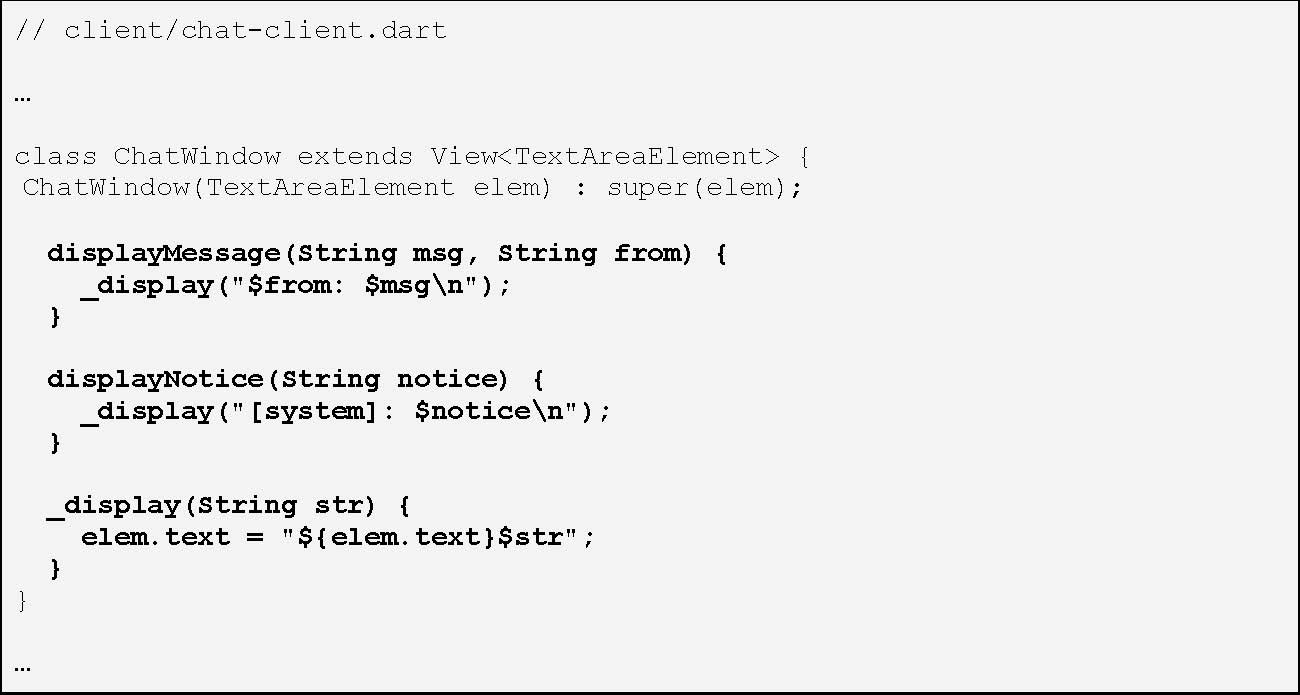 // client/chat-client.dart
…
class ChatWindow extends View<TextAreaElement> {
ChatWindow(TextAreaElement elem) : super(elem);
displayMessage(String msg, String from) {
_display("$from: $msg\n");
}
displayNotice(String notice) {
_display("[system]: $notice\n");
}
_display(String str) {
elem.text = "${elem.text}$str";
}
}
…